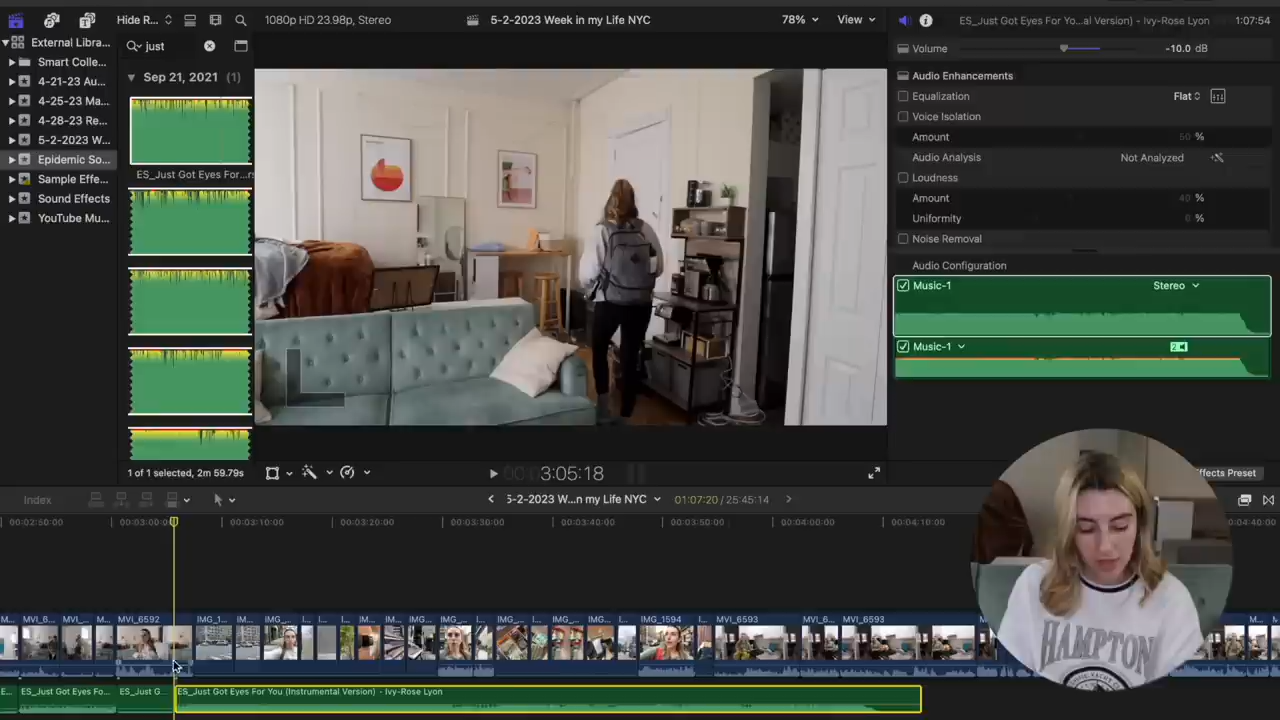 Hide R...
1080p HD 23.98p, Stereo
5-2-2023 Week in my Life NYC
78%
View
ES_Just Got Eyes For Yo...al Version) - Ivy-Rose Lyon
1:07:54
External Libra...
Smart Colle...
4-21-23 Au...
4-25-23 Ma...
4-28-23 Re...
5-2-2023 W...
Epidemic So...
Sample Effe...
Sound Effects
YouTube Mu...
just
Sep 21, 2021 (1)
ES_Just Got Eyes For...rs
1 of 1 selected, 2m 59.79s
3:05:18
Volume
-10.0 dB
Audio Enhancements
Equalization
Flat
Voice Isolation
Amount
50 %
Audio Analysis
Not Analyzed
Loudness
Amount
40 %
Uniformity
%
Noise Removal
Audio Configuration
Music-1
Stereo
Music-1
ffects Preset
Index
5-2-2023 W...n my Life NYC
01:07:20 / 25:45:14
00:02:50:00
00:03:00:00
00:03:10:00
00:03:20:00
00:03:30:00
00:03:40:00
00:03:50:00
00:04:00:00
00:04:10:00
:04:40:00
M...
MVI_6...
MVI_...
M...
MVI_6592
IMG_1...
IM...
IMG_...
I...
I...
IM...
IMG...
IMG...
IMG_...
IMG...
IMG...
I...
IMG_1594
I...
MVI_6593
MVI_6...
MVI_6593
M...
M...
E...
ES_Just Got Eyes Fo...
ES_Just G...
ES_Just Got Eyes For You (Instrumental Version) - Ivy-Rose Lyon
HAMPTON